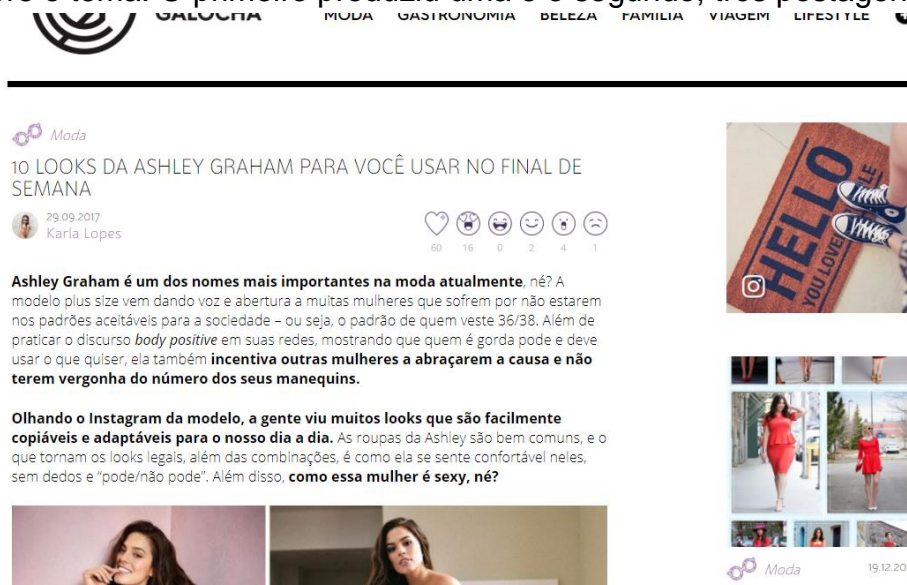 GALOCHA
MODA GASTRONOMIA BELEZA FAMÍLIA VIAGEM LIFESTYLE
Moda
10 LOOKS DA ASHLEY GRAHAM PARA VOCÊ USAR NO FINAL DE
SEMANA
29.09.2017
Karla Lopes
60 16 0 2 4 1
Ashley Graham é um dos nomes mais importantes na moda atualmente, né? A
modelo plus size vem dando voz e abertura a muitas mulheres que sofrem por não estarem
nos padrões aceitáveis para a sociedade – ou seja, o padrão de quem veste 36/38. Além de
praticar o discurso body positive em suas redes, mostrando que quem é gorda pode e deve
usar o que quiser, ela também incentiva outras mulheres a abraçarem a causa e não
terem vergonha do número dos seus manequins.
Olhando o Instagram da modelo, a gente viu muitos looks que são facilmente
copiáveis e adaptáveis para o nosso dia a dia. As roupas da Ashley são bem comuns, e o
que tornam os looks legais, além das combinações, é como ela se sente confortável neles,
sem dedos e “pode/não pode”. Além disso, como essa mulher é sexy, né?
HELLO
YOU LOVE
Moda
19.12.20